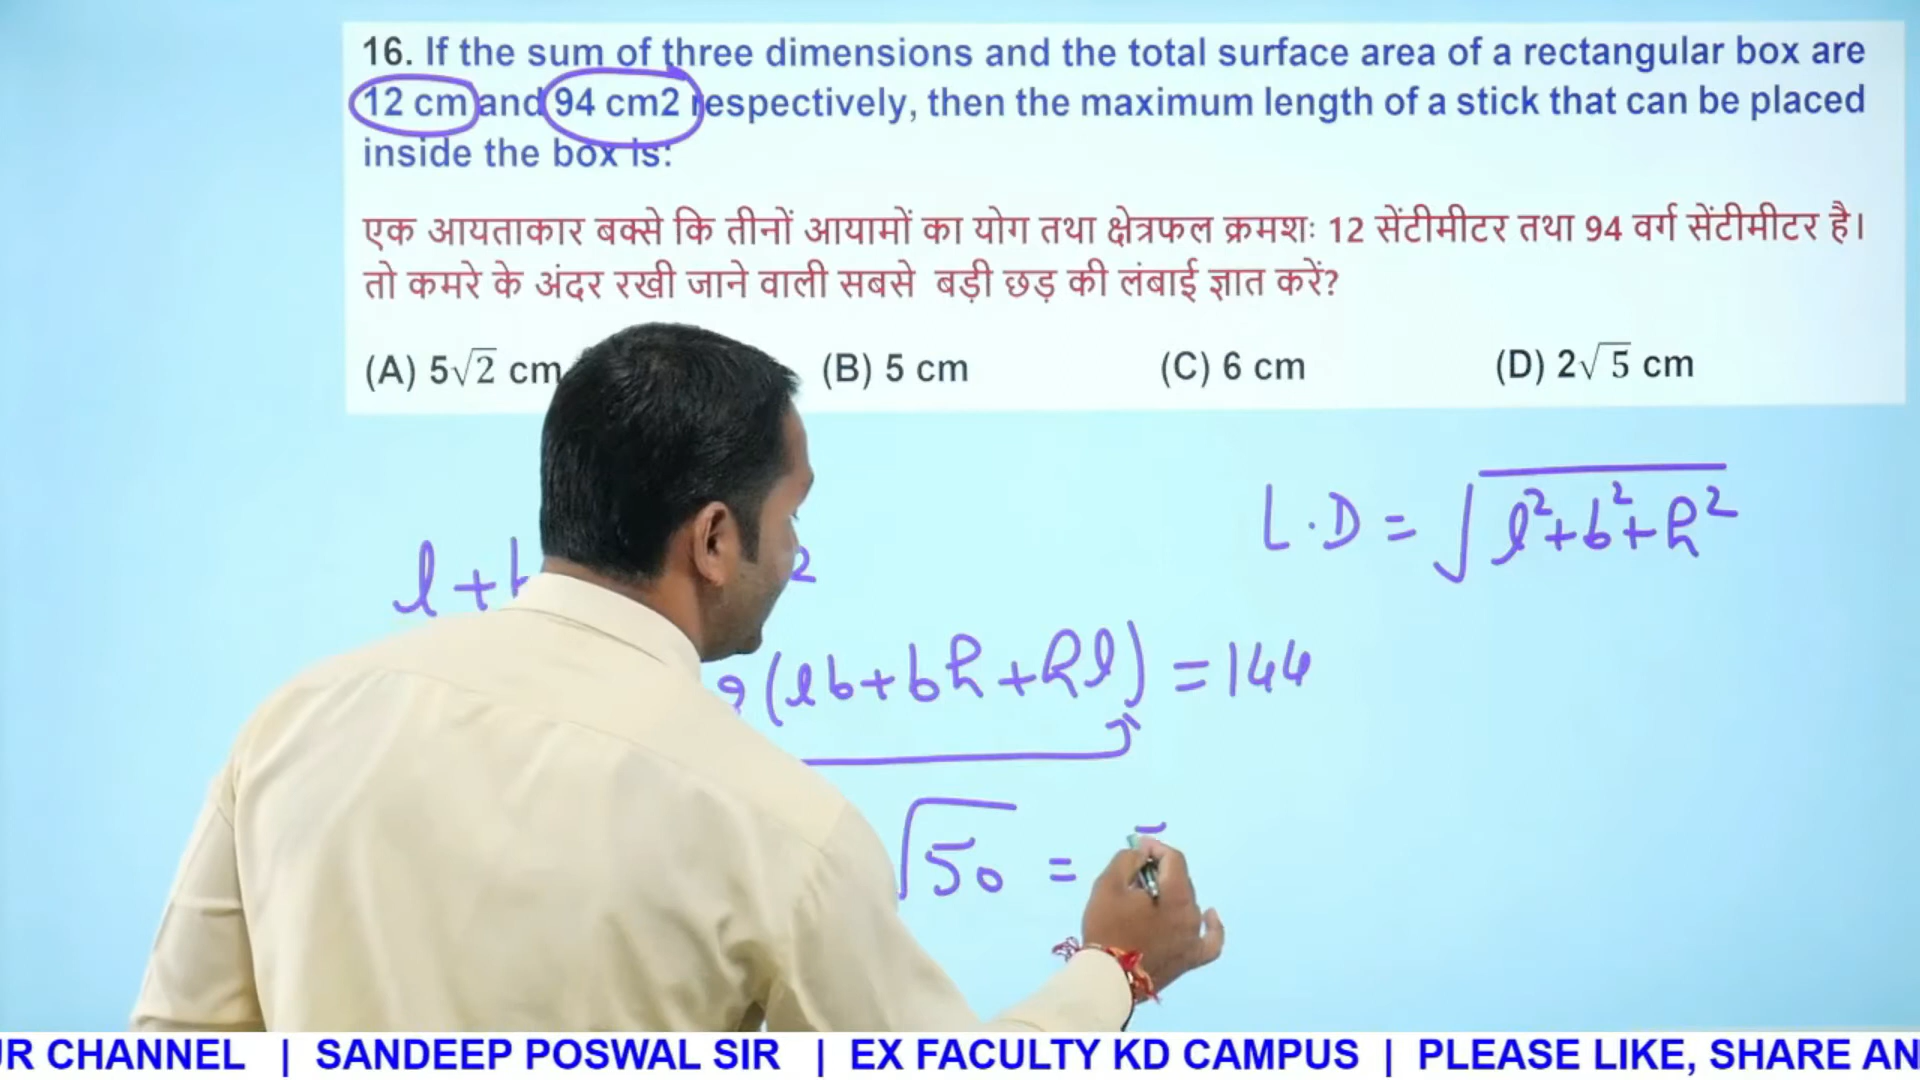 16. If the sum of three dimensions and the total surface area of a rectangular box are
12 cm and 94 cm2 respectively, then the maximum length of a stick that can be placed
inside the box is:
एक आयताकार बक्से कि तीनों आयामों का योग तथा क्षेत्रफल क्रमशः 12 सेंटीमीटर तथा 94 वर्ग सेंटीमीटर है।
तो कमरे के अंदर रखी जाने वाली सबसे बड़ी छड़ की लंबाई ज्ञात करें?
(A) 5√2 cm (B) 5 cm (C) 6 cm (D) 2√5 cm
L.D = √l²+b²+h²
l + 2
(lb+bh+hl) = 144
√50 =
UR CHANNEL | SANDEEP POSWAL SIR | EX FACULTY KD CAMPUS | PLEASE LIKE, SHARE AN